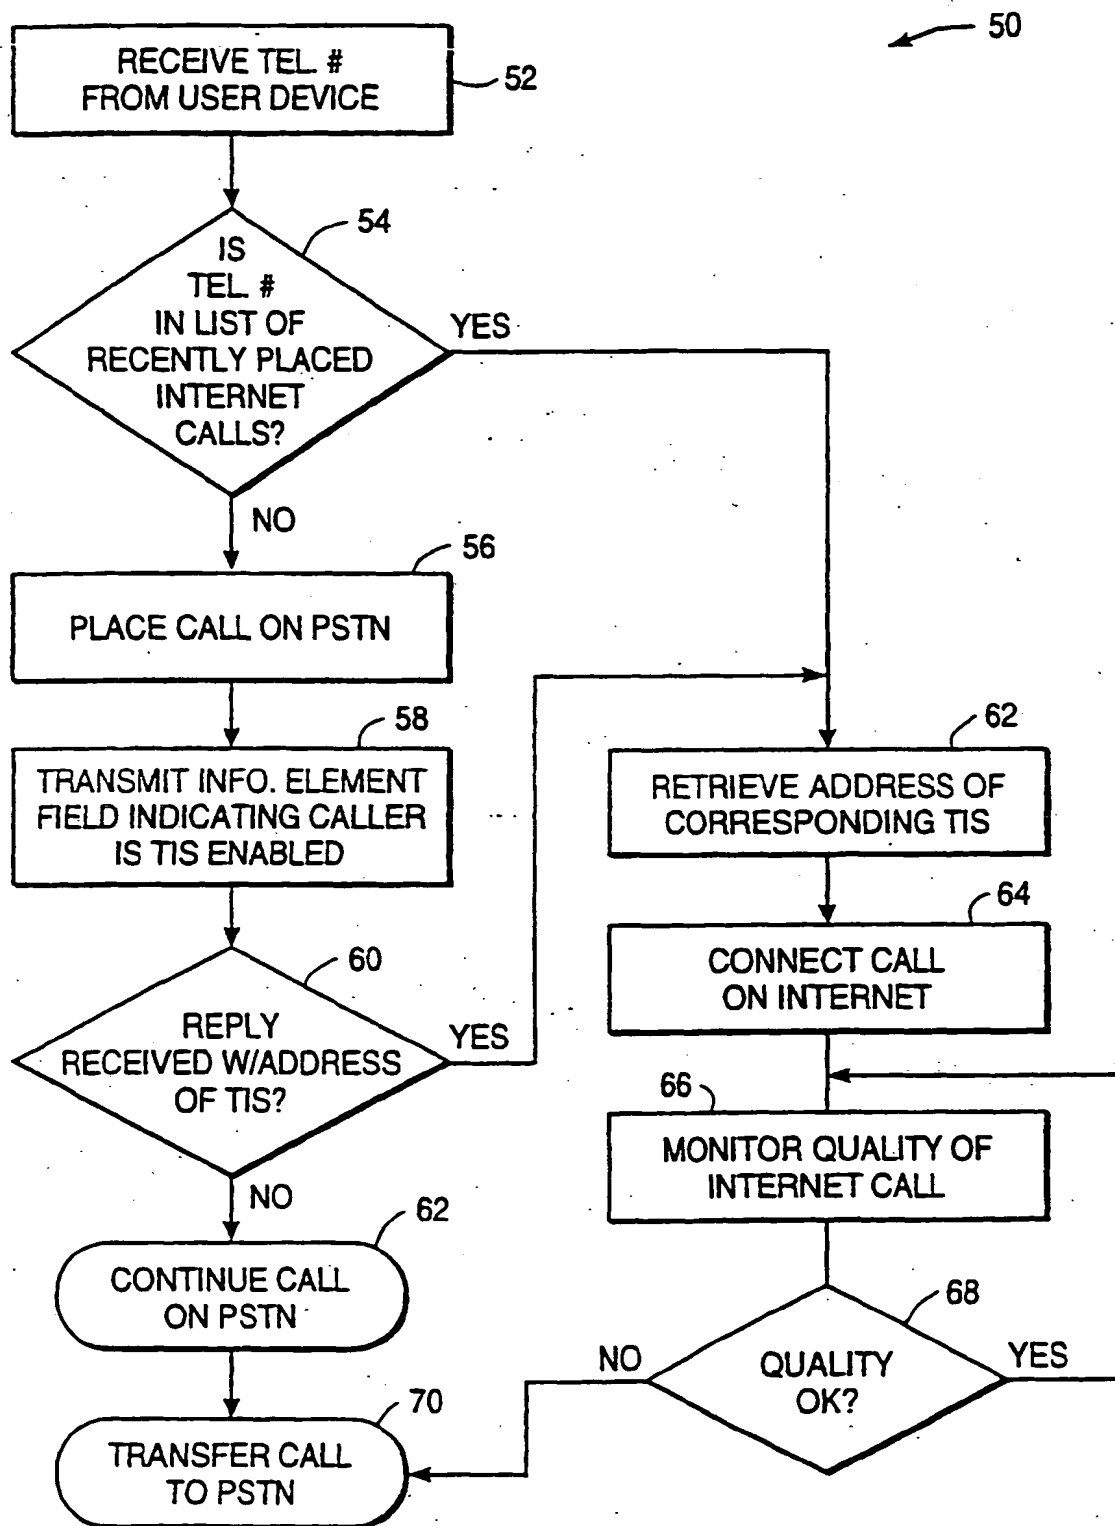 50
RECEIVE TEL. #
FROM USER DEVICE
52
54
IS
TEL. #
IN LIST OF
RECENTLY PLACED
INTERNET
CALLS?
YES
NO
56
PLACE CALL ON PSTN
58
TRANSMIT INFO. ELEMENT
FIELD INDICATING CALLER
IS TIS ENABLED
60
REPLY
RECEIVED W/ADDRESS
OF TIS?
YES
NO
62
CONTINUE CALL
ON PSTN
70
TRANSFER CALL
TO PSTN
62
RETRIEVE ADDRESS OF
CORRESPONDING TIS
64
CONNECT CALL
ON INTERNET
66
MONITOR QUALITY OF
INTERNET CALL
68
QUALITY
OK?
NO
YES